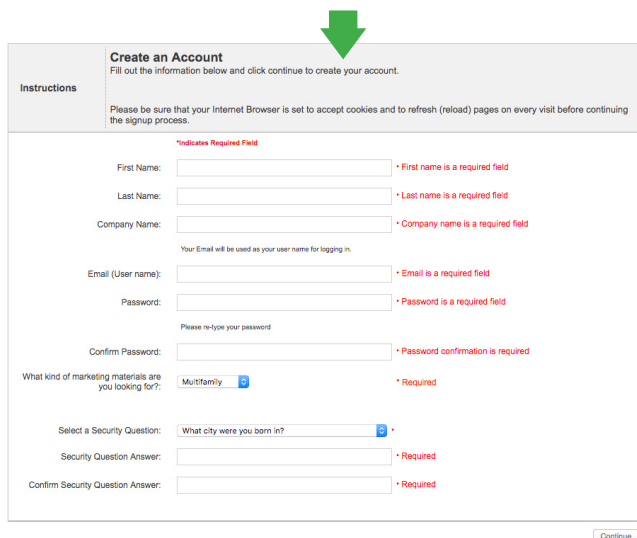 Create an Account
Fill out the information below and click continue to create your account.
Instructions
Please be sure that your Internet Browser is set to accept cookies and to refresh (reload) pages on every visit before continuing
the signup process.
*Indicates Required Field
First Name: • First name is a required field
Last Name: • Last name is a required field
Company Name: • Company name is a required field
Your Email will be used as your user name for logging in.
Email (User name): • Email is a required field
Password: • Password is a required field
Please re-type your password
Confirm Password: • Password confirmation is required
What kind of marketing materials are
you looking for?: Multifamily * Required
Select a Security Question: What city were you born in? •
Security Question Answer: • Required
Confirm Security Question Answer: • Required
Continue